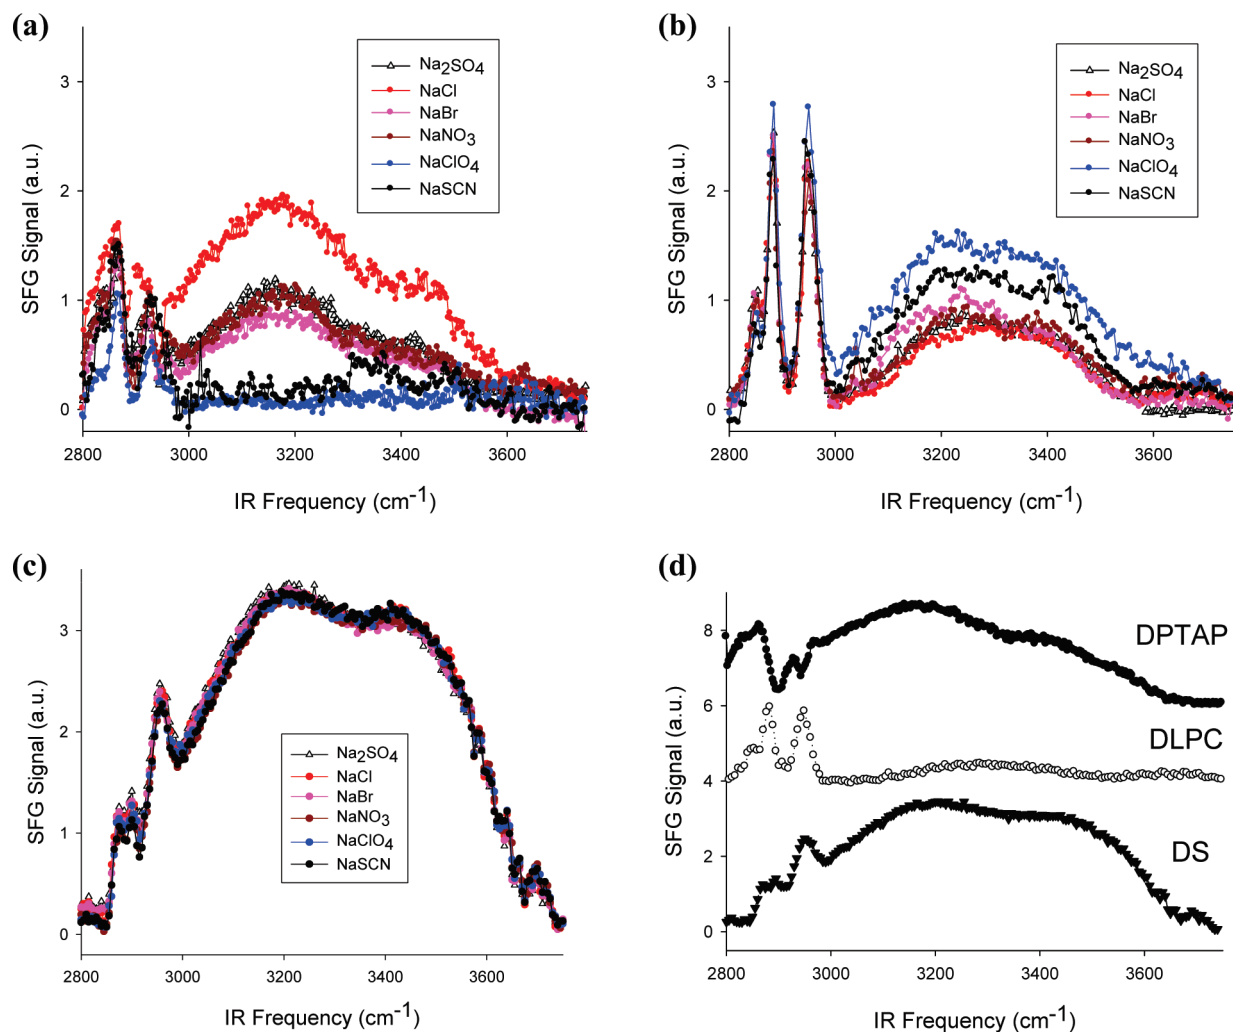 (a)
3
2
1
0
SFG Signal (a.u.)
Na2SO4
NaCl
NaBr
NaNO3
NaClO4
NaSCN
2800 3000 3200 3400 3600
IR Frequency (cm-1)
(b)
3
2
1
0
SFG Signal (a.u.)
Na2SO4
NaCl
NaBr
NaNO3
NaClO4
NaSCN
2800 3000 3200 3400 3600
IR Frequency (cm-1)
(c)
3
2
1
0
SFG Signal (a.u.)
Na2SO4
NaCl
NaBr
NaNO3
NaClO4
NaSCN
2800 3000 3200 3400 3600
IR Frequency (cm-1)
(d)
8
6
4
2
0
SFG Signal (a.u.)
DPTAP
DLPC
DS
2800 3000 3200 3400 3600
IR Frequency (cm-1)